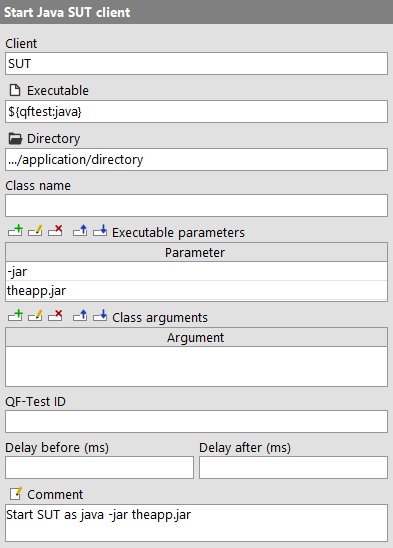 Start Java SUT client
Client
SUT
Executable
${qftest:java}
Directory
.../application/directory
Class name
Executable parameters
Parameter
-jar
theapp.jar
Class arguments
Argument
QF-Test ID
Delay before (ms) Delay after (ms)
Comment
Start SUT as java -jar theapp.jar